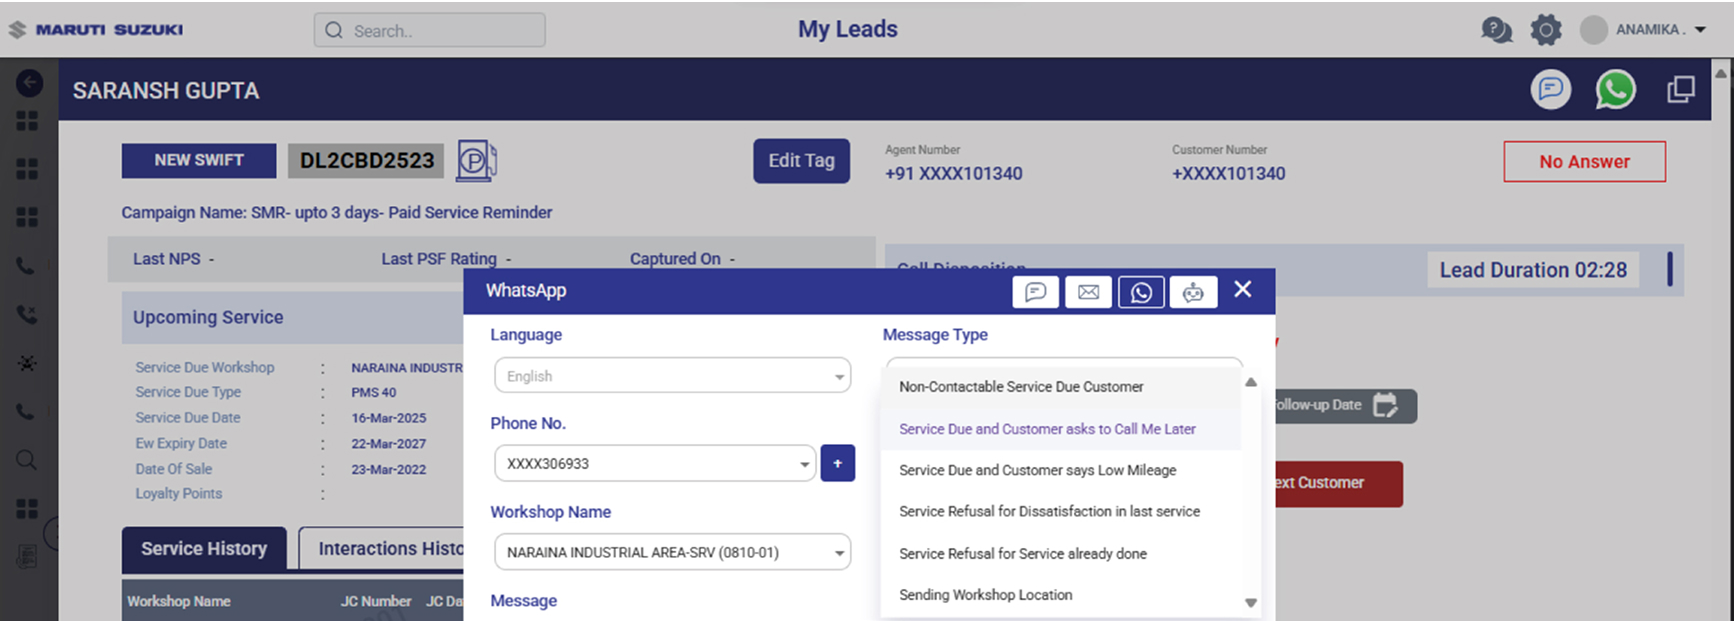 MARUTI SUZUKI
Search..
My Leads
ANAMIKA .
SARANSH GUPTA
NEW SWIFT
DL2CBD2523
Edit Tag
Agent Number
+91 XXXX101340
Customer Number
+XXXX101340
No Answer
Campaign Name: SMR- upto 3 days- Paid Service Reminder
Last NPS -
Last PSF Rating -
Captured On -
Call Disposition
Lead Duration 02:28
Upcoming Service
Service Due Workshop : NARAINA INDUSTR
Service Due Type : PMS 40
Service Due Date : 16-Mar-2025
Ew Expiry Date : 22-Mar-2027
Date Of Sale : 23-Mar-2022
Loyalty Points :
Service History
Interactions Histo
Workshop Name JC Number JC Da
WhatsApp
Language
English
Phone No.
XXXX306933
+
Workshop Name
NARAINA INDUSTRIAL AREA-SRV (0810-01)
Message
Message Type
Non-Contactable Service Due Customer
Service Due and Customer asks to Call Me Later
Service Due and Customer says Low Mileage
Service Refusal for Dissatisfaction in last service
Service Refusal for Service already done
Sending Workshop Location
ollow-up Date
ext Customer